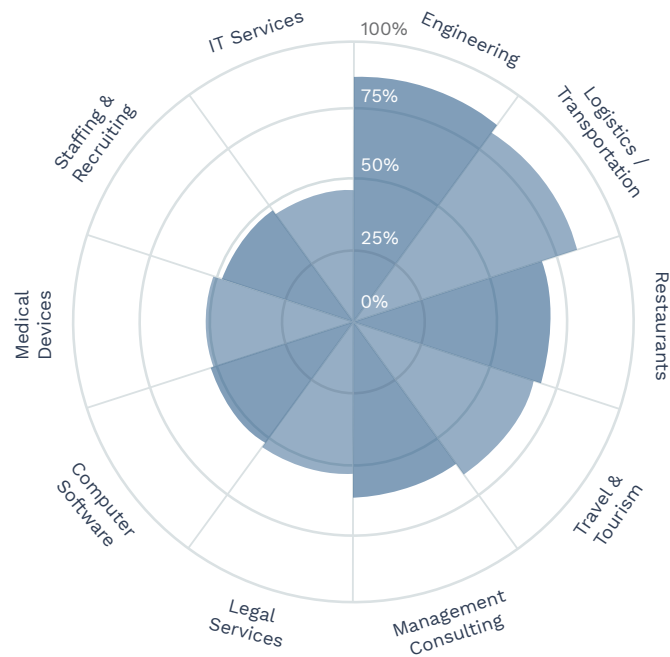 IT Services
100%
Engineering
Logistics /
Transportation
Restaurants
Travel &
Tourism
Management
Consulting
Legal
Services
Computer
Software
Medical
Devices
Staffing &
Recruiting
75%
50%
25%
0%